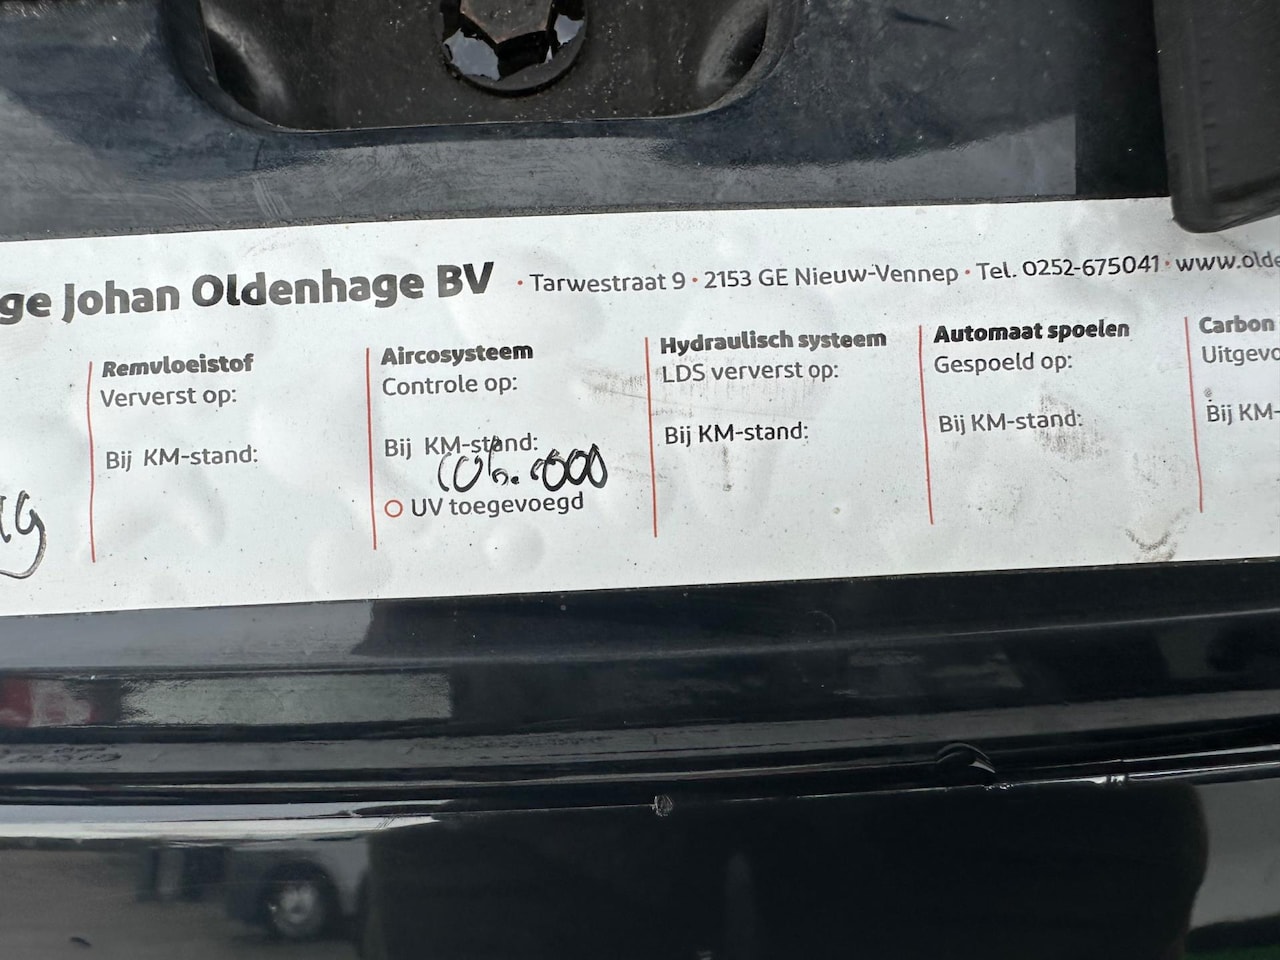 ge Johan Oldenhage BV • Tarwestraat 9 • 2153 GE Nieuw-Vennep • Tel. 0252-675041 • www.olde
Remvloeistof
Ververst op:
Bij KM-stand:
Aircosysteem
Controle op:
Bij KM-stand:
UV toegevoegd
Hydraulisch systeem
LDS ververst op:
Bij KM-stand:
Automaat spoelen
Gespoeld op:
Bij KM-stand:
Carbon
Uitgevo
Bij KM-